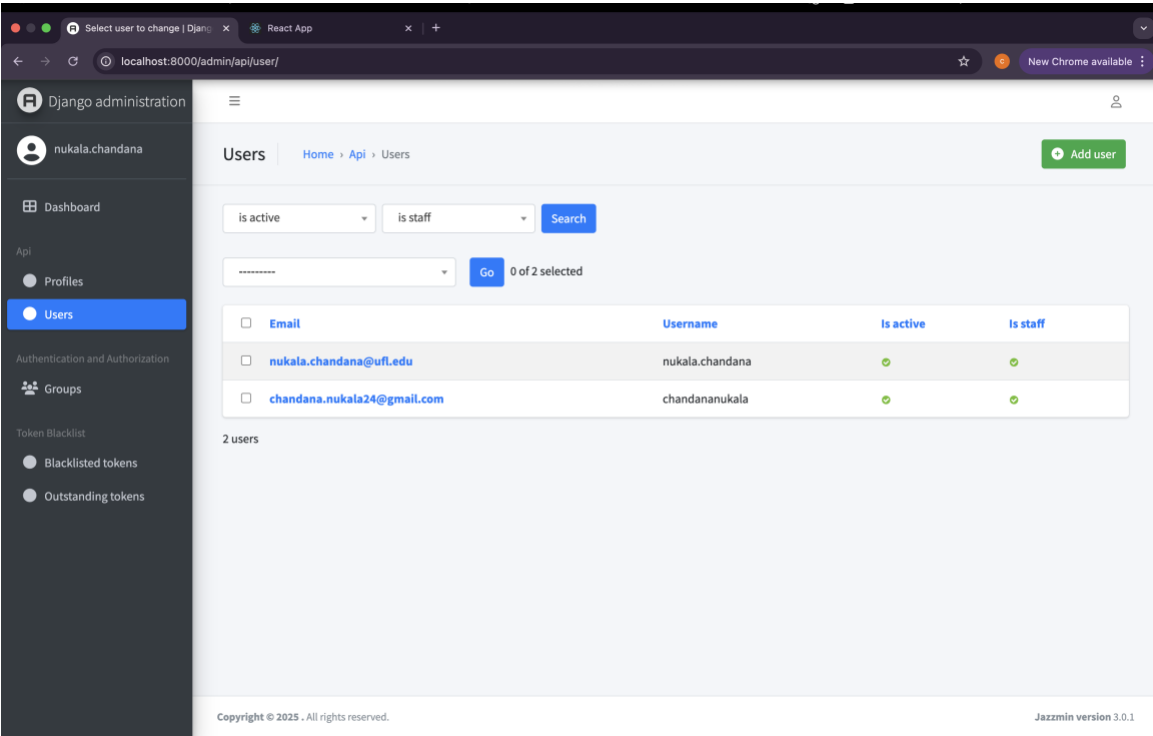 Select user to change | Djang
React App
localhost:8000/admin/api/user/
New Chrome available
Django administration
nukala.chandana
Users
Home › Api › Users
Add user
Dashboard
is active
is staff
Search
Api
---------
Go
0 of 2 selected
Profiles
Users
Email Username Is active Is staff
Authentication and Authorization
nukala.chandana@ufl.edu nukala.chandana
Groups
chandana.nukala24@gmail.com chandananukala
Token Blacklist
2 users
Blacklisted tokens
Outstanding tokens
Copyright © 2025 . All rights reserved.
Jazzmin version 3.0.1